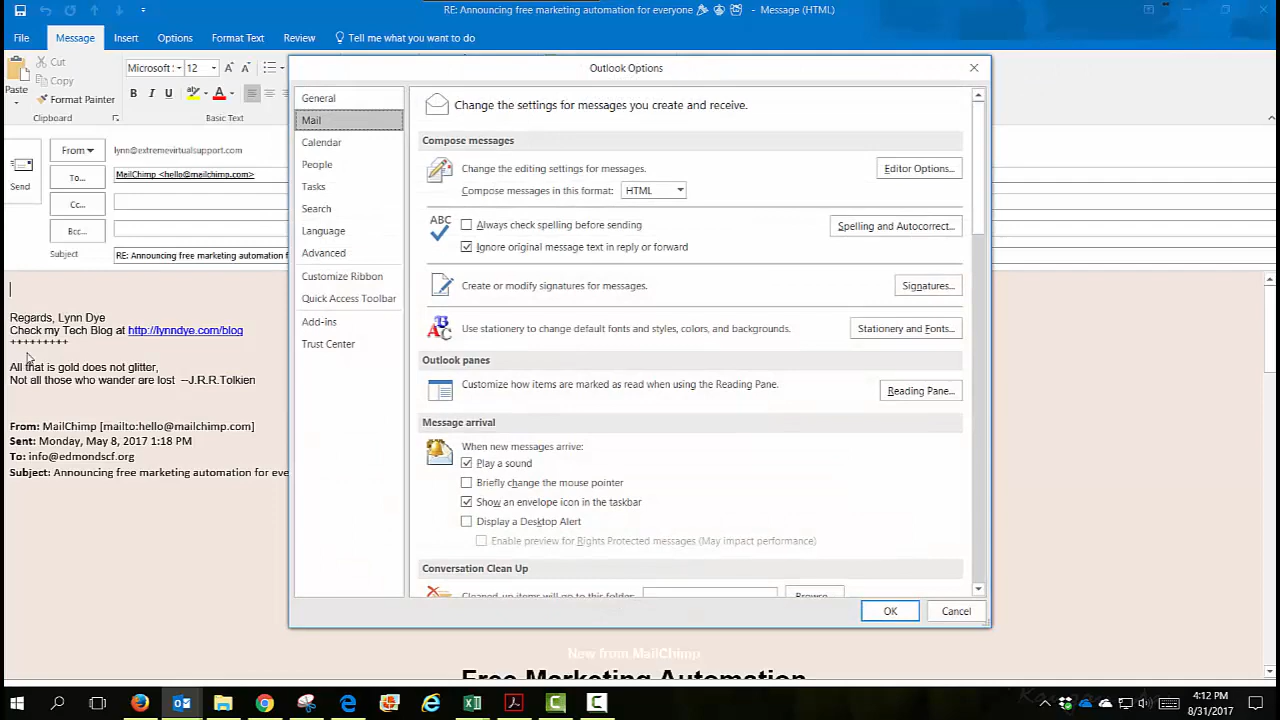 RE: Announcing free marketing automation for everyone - Message (HTML)
File Message Insert Options Format Text Review Tell me what you want to do
Cut
Copy
Paste
Format Painter
Clipboard
Microsoft 12
B I U A
Basic Text
Send
From lynn@extremevirtualsupport.com
To... MailChimp <hello@mailchimp.com>
Cc...
Bcc...
Subject RE: Announcing free marketing automation f
Regards, Lynn Dye
Check my Tech Blog at http://lynndye.com/blog
+++++++++
All that is gold does not glitter,
Not all those who wander are lost --J.R.R.Tolkien
From: MailChimp [mailto:hello@mailchimp.com]
Sent: Monday, May 8, 2017 1:18 PM
To: info@edmondscf.org
Subject: Announcing free marketing automation for eve
Outlook Options
General
Mail
Calendar
People
Tasks
Search
Language
Advanced
Customize Ribbon
Quick Access Toolbar
Add-ins
Trust Center
Change the settings for messages you create and receive.
Compose messages
Change the editing settings for messages.
Editor Options...
Compose messages in this format: HTML
ABC
Always check spelling before sending
Spelling and Autocorrect...
Ignore original message text in reply or forward
Create or modify signatures for messages.
Signatures...
Use stationery to change default fonts and styles, colors, and backgrounds.
Stationery and Fonts...
Outlook panes
Customize how items are marked as read when using the Reading Pane.
Reading Pane...
Message arrival
When new messages arrive:
Play a sound
Briefly change the mouse pointer
Show an envelope icon in the taskbar
Display a Desktop Alert
Enable preview for Rights Protected messages (May impact performance)
Conversation Clean Up
Cleaned-up items will go to this folder:
Browse...
OK Cancel
New from MailChimp
Free Marketing Automation
4:12 PM
8/31/2017